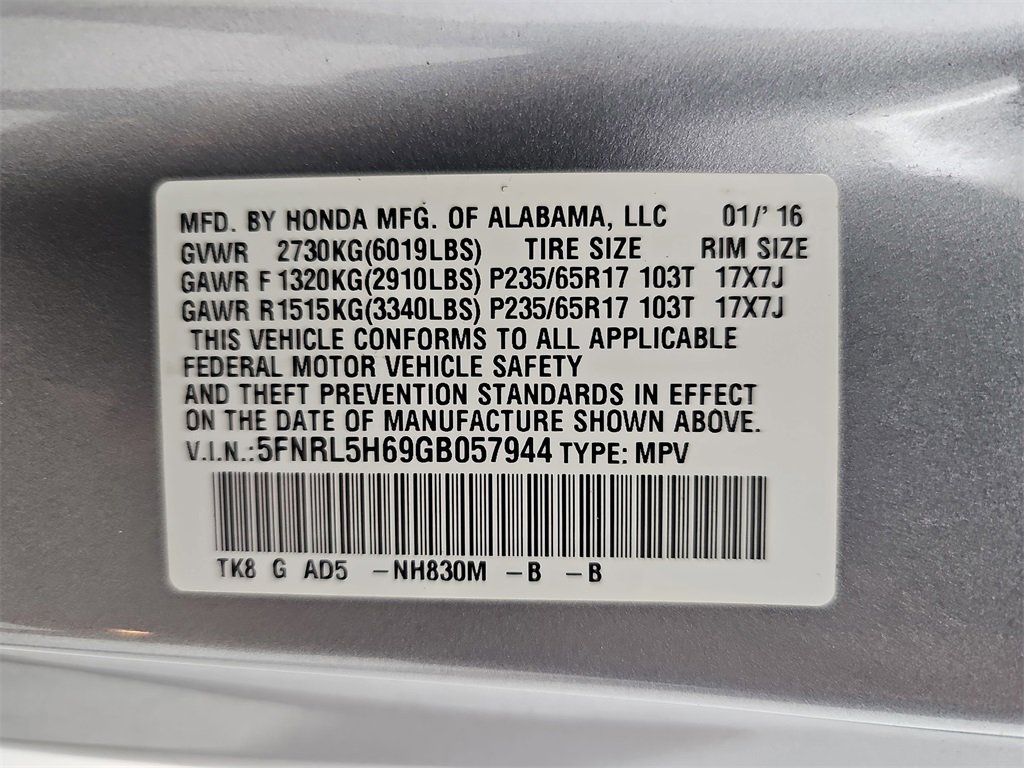 MFD. BY HONDA MFG. OF ALABAMA, LLC 01/' 16
GVWR 2730KG(6019LBS) TIRE SIZE RIM SIZE
GAWR F 1320KG(2910LBS) P235/65R17 103T 17X7J
GAWR R1515KG(3340LBS) P235/65R17 103T 17X7J
THIS VEHICLE CONFORMS TO ALL APPLICABLE
FEDERAL MOTOR VEHICLE SAFETY
AND THEFT PREVENTION STANDARDS IN EFFECT
ON THE DATE OF MANUFACTURE SHOWN ABOVE.
V.I.N.:5FNRL5H69GB057944 TYPE: MPV
TK8 G AD5 -NH830M -B -B